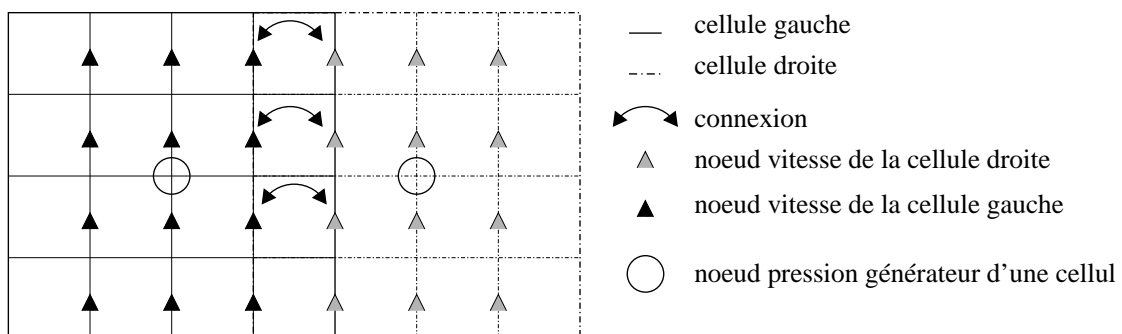 cellule gauche
cellule droite
connexion
noeud vitesse de la cellule droite
noeud vitesse de la cellule gauche
noeud pression générateur d'une cellul